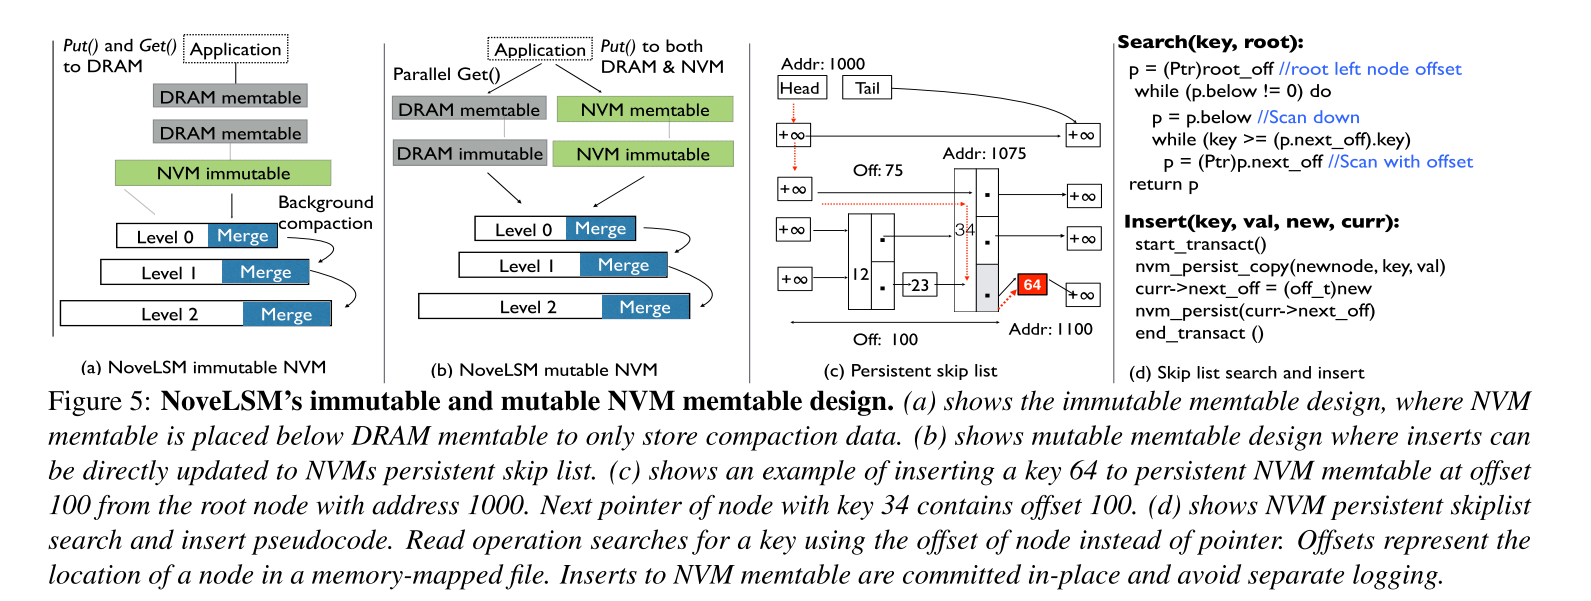 Put() and Get()
to DRAM
Application
DRAM memtable
DRAM memtable
NVM immutable
Background
compaction
Level 0
Merge
Level 1
Merge
Level 2
Merge
(a) NoveLSM immutable NVM
Application
Put() to both
DRAM & NVM
Parallel Get()
DRAM memtable
NVM memtable
DRAM immutable
NVM immutable
Level 0
Merge
Level 1
Merge
Level 2
Merge
(b) NoveLSM mutable NVM
Addr: 1000
Head
Tail
+∞
+∞
Addr: 1075
Off: 75
+∞
+∞
+∞
34
+∞
+∞
12
23
64
+∞
Addr: 1100
Off: 100
(c) Persistent skip list
Search(key, root):
p = (Ptr)root_off //root left node offset
while (p.below != 0) do
p = p.below //Scan down
while (key >= (p.next_off).key)
p = (Ptr)p.next_off //Scan with offset
return p
Insert(key, val, new, curr):
start_transact()
nvm_persist_copy(newnode, key, val)
curr->next_off = (off_t)new
nvm_persist(curr->next_off)
end_transact ()
(d) Skip list search and insert
Figure 5: NoveLSM's immutable and mutable NVM memtable design. (a) shows the immutable memtable design, where NVM
memtable is placed below DRAM memtable to only store compaction data. (b) shows mutable memtable design where inserts can
be directly updated to NVMs persistent skip list. (c) shows an example of inserting a key 64 to persistent NVM memtable at offset
100 from the root node with address 1000. Next pointer of node with key 34 contains offset 100. (d) shows NVM persistent skiplist
search and insert pseudocode. Read operation searches for a key using the offset of node instead of pointer. Offsets represent the
location of a node in a memory-mapped file. Inserts to NVM memtable are committed in-place and avoid separate logging.